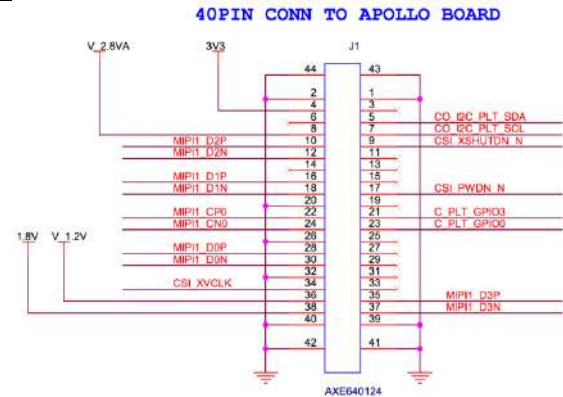 40PIN CONN TO APOLLO BOARD
V_2.8VA 3V3 J1
44 43
2 1
4 3
6 5 CO_I2C_PLT_SDA
8 7 CO_I2C_PLT_SCL
MIPI1_D2P 10 9 CSI_XSHUTDN_N
MIPI1_D2N 12 11
14 13
MIPI1_D1P 16 15
MIPI1_D1N 18 17 CSI_PWDN_N
20 19
MIPI1_CP0 22 21 C_PLT_GPIO3
MIPI1_CN0 24 23 C_PLT_GPIO0
1.8V V_1.2V 26 25
MIPI1_D0P 28 27
MIPI1_D0N 30 29
32 31
CSI_XVCLK 34 33
36 35 MIPI1_D3P
38 37 MIPI1_D3N
40 39
42 41
AXE640124